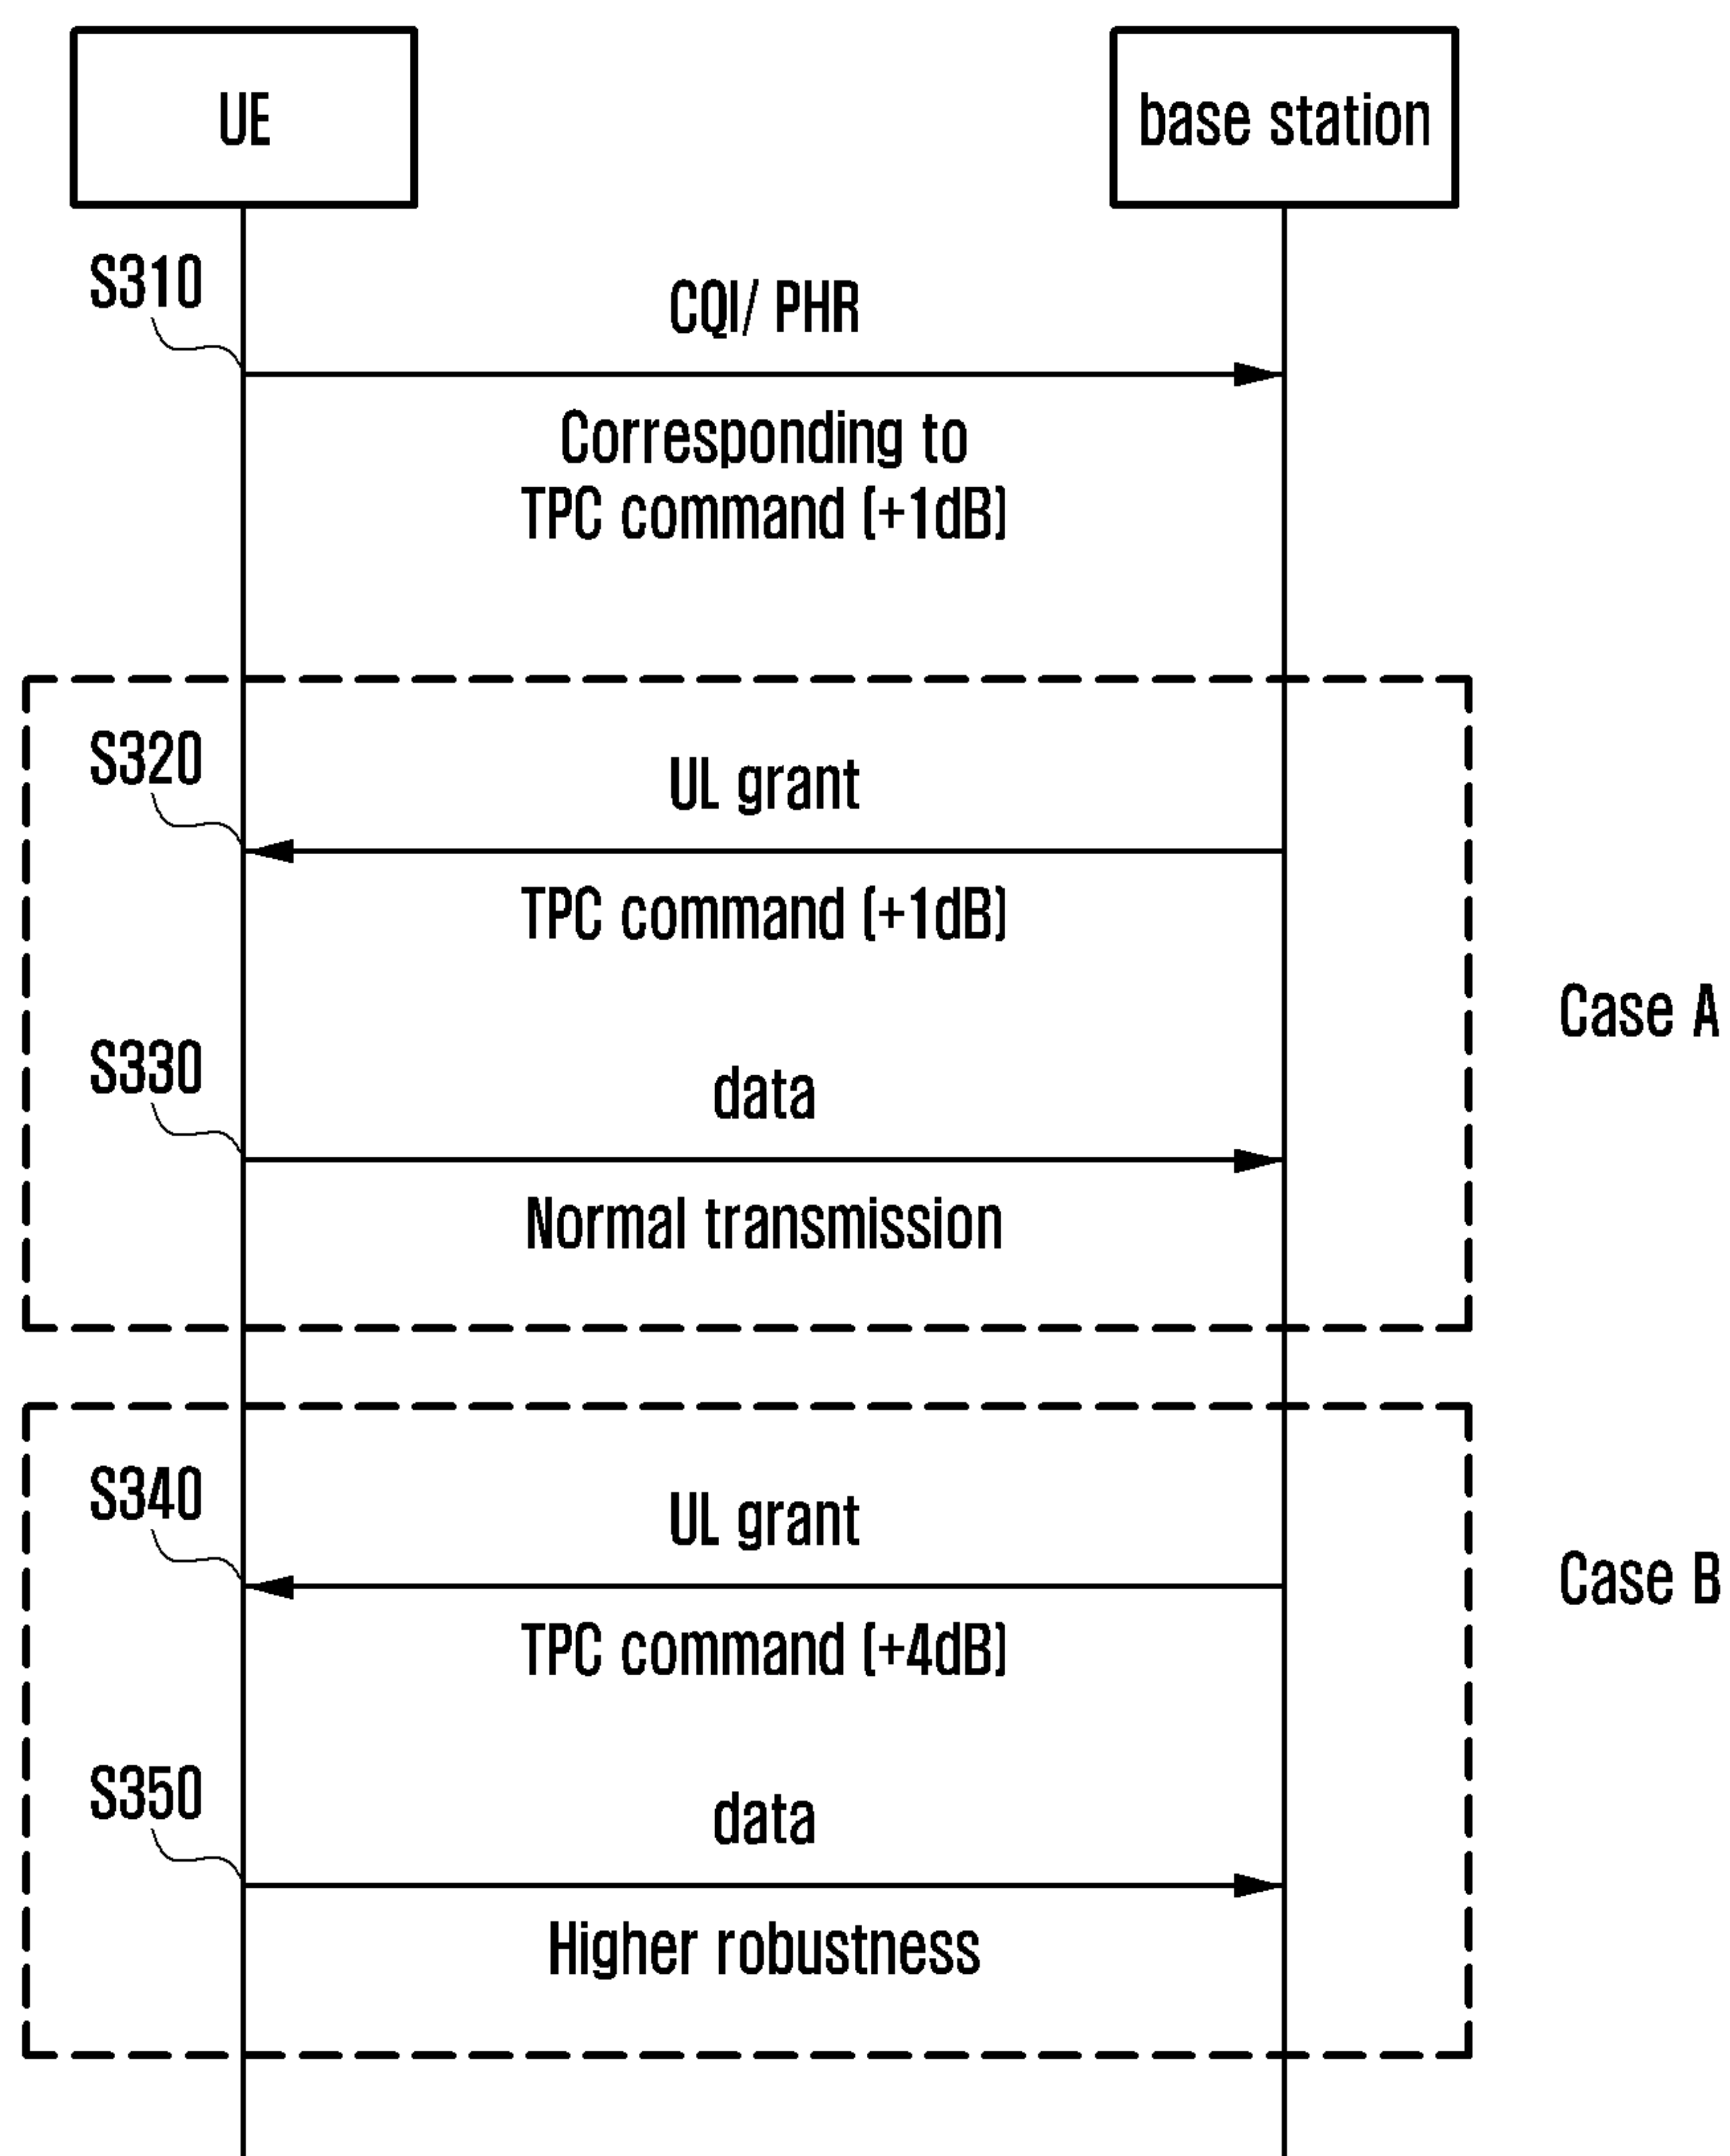 UE
base station
S310
CQI/ PHR
Corresponding to
TPC command (+1dB)
S320
UL grant
TPC command (+1dB)
Case A
S330
data
Normal transmission
S340
UL grant
Case B
TPC command (+4dB)
S350
data
Higher robustness